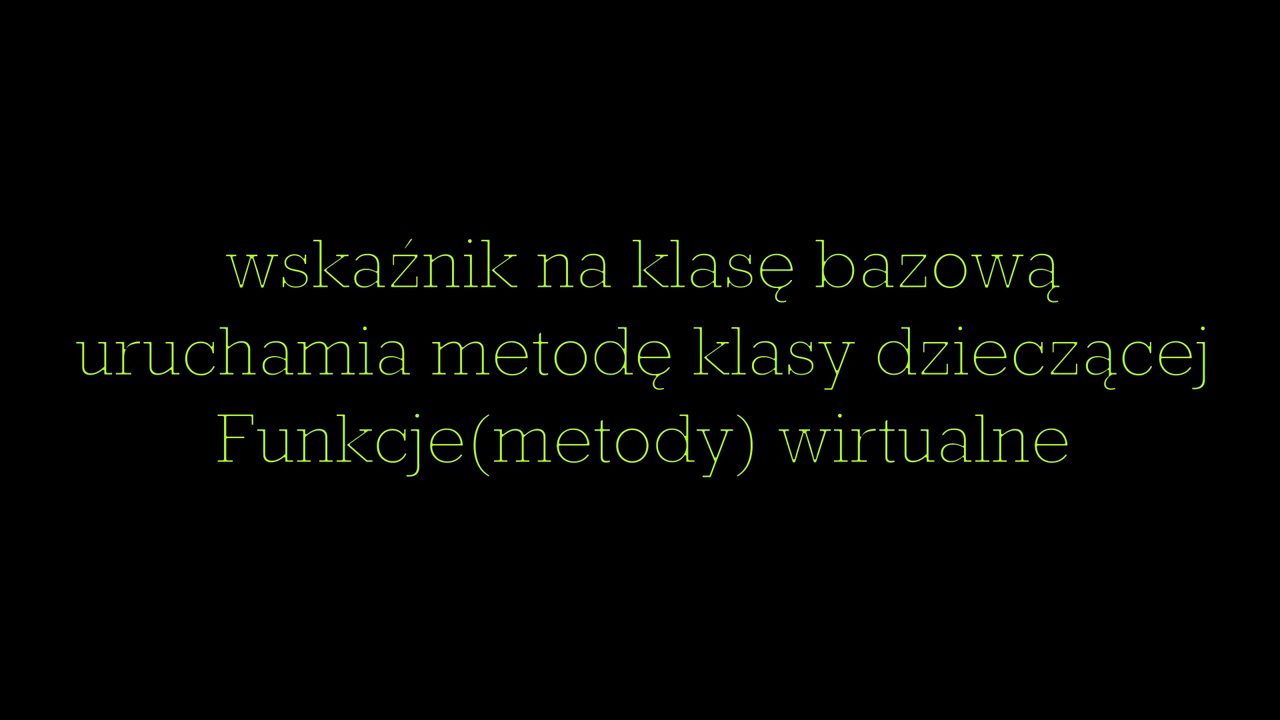 wskaźnik na klasę bazową
uruchamia metodę klasy dzieczącej
Funkcje(metody) wirtualne